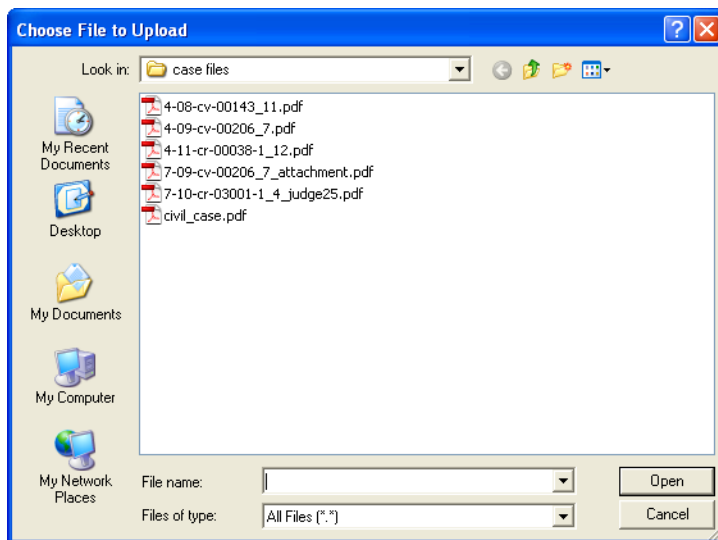 Choose File to Upload
Look in: case files
4-08-cv-00143_11.pdf
4-09-cv-00206_7.pdf
4-11-cr-00038-1_12.pdf
7-09-cv-00206_7_attachment.pdf
7-10-cr-03001-1_4_judge25.pdf
civil_case.pdf
My Recent
Documents
Desktop
My Documents
My Computer
My Network
Places
File name:
Open
Files of type: All Files (*.*)
Cancel